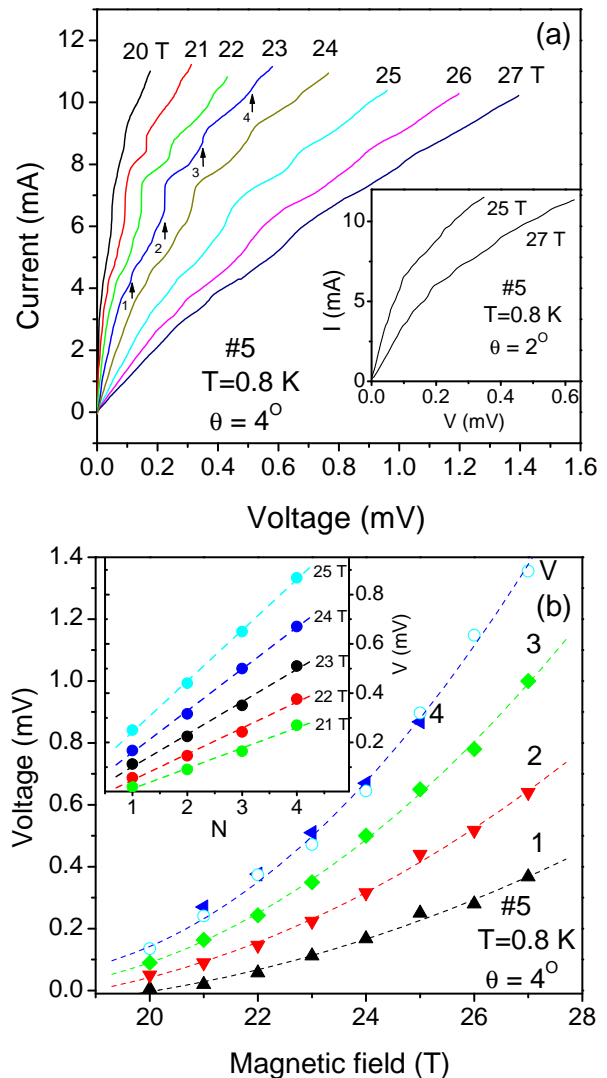 (a)
20 T 21 22 23 24 25 26 27 T
12
10
8
6
4
2
0
Current (mA)
1 2 3 4
#5
T=0.8 K
θ = 4O
0.0 0.2 0.4 0.6 0.8 1.0 1.2 1.4 1.6
Voltage (mV)
10
5
0
I (mA)
25 T
27 T
#5
T=0.8 K
θ = 2O
0.0 0.2 0.4 0.6
V (mV)
(b)
1.4
1.2
1.0
0.8
0.6
0.4
0.2
0.0
Voltage (mV)
V
4
3
2
1
#5
T=0.8 K
θ = 4O
20 22 24 26 28
Magnetic field (T)
25 T
24 T
23 T
22 T
21 T
0.8
0.6
0.4
0.2
V (mV)
1 2 3 4
N